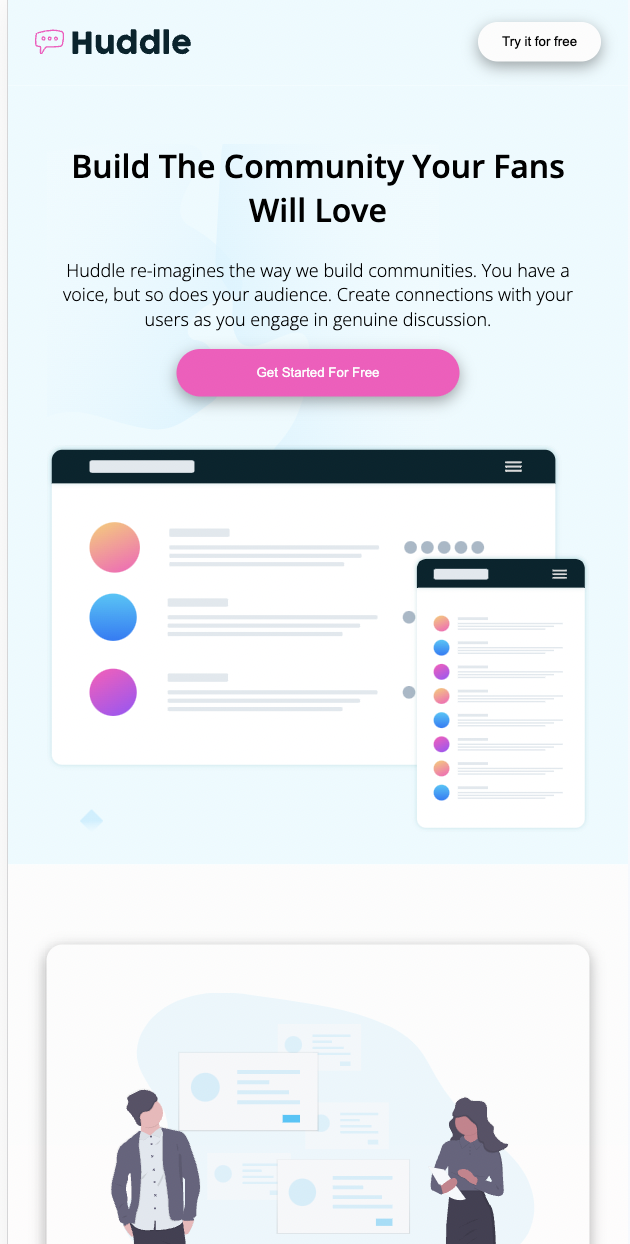 Huddle
Try it for free
Build The Community Your Fans
Will Love
Huddle re-imagines the way we build communities. You have a
voice, but so does your audience. Create connections with your
users as you engage in genuine discussion.
Get Started For Free